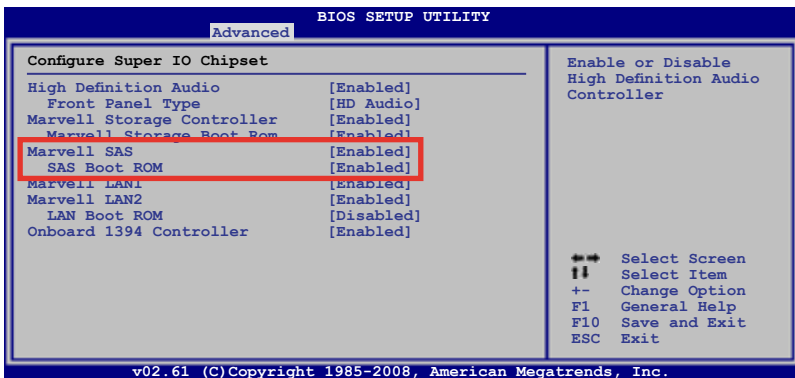 BIOS SETUP UTILITY
Advanced
Configure Super IO Chipset
High Definition Audio [Enabled]
Front Panel Type [HD Audio]
Marvell Storage Controller [Enabled]
Marvell Storage Boot Rom [Enabled]
Marvell SAS [Enabled]
SAS Boot ROM [Enabled]
Marvell LAN1 [Enabled]
Marvell LAN2 [Enabled]
LAN Boot ROM [Disabled]
Onboard 1394 Controller [Enabled]
Enable or Disable
High Definition Audio
Controller
Select Screen
Select Item
+- Change Option
F1 General Help
F10 Save and Exit
ESC Exit
v02.61 (C)Copyright 1985-2008, American Megatrends, Inc.